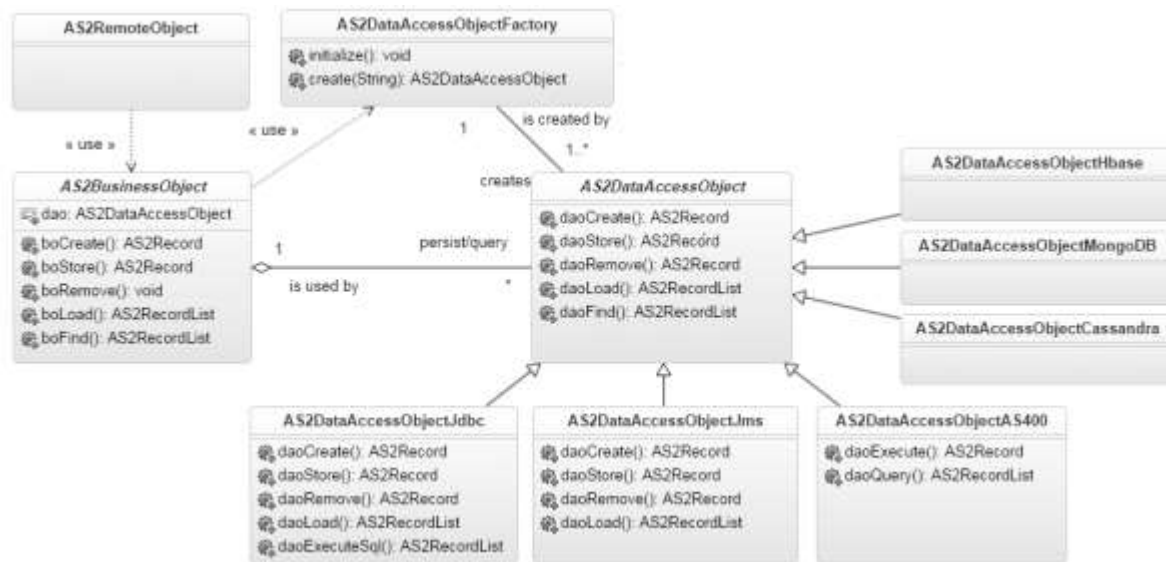 AS2RemoteObject
AS2DataAccessObjectFactory
initialize(): void
create(String): AS2DataAccessObject
« use »
« use »
1
is created by
1..*
creates
AS2BusinessObject
dao: AS2DataAccessObject
boCreate(): AS2Record
boStore(): AS2Record
boRemove(): void
boLoad(): AS2RecordList
boFind(): AS2RecordList
1
persist/query
is used by
*
AS2DataAccessObject
daoCreate(): AS2Record
daoStore(): AS2Record
daoRemove(): AS2Record
daoLoad(): AS2RecordList
daoFind(): AS2RecordList
AS2DataAccessObjectHbase
AS2DataAccessObjectMongoDB
AS2DataAccessObjectCassandra
AS2DataAccessObjectJdbc
daoCreate(): AS2Record
daoStore(): AS2Record
daoRemove(): AS2Record
daoLoad(): AS2RecordList
daoExecuteSql(): AS2RecordList
AS2DataAccessObjectJms
daoCreate(): AS2Record
daoStore(): AS2Record
daoRemove(): AS2Record
daoLoad(): AS2RecordList
AS2DataAccessObjectAS400
daoExecute(): AS2Record
daoQuery(): AS2RecordList